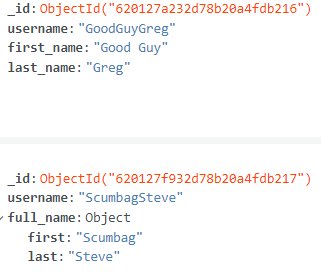 _id:ObjectId("620127a232d78b20a4fdb216")
username:"GoodGuyGreg"
first_name:"Good Guy"
last_name:"Greg"
_id:ObjectId("620127f932d78b20a4fdb217")
username:"ScumbagSteve"
full_name:Object
first:"Scumbag"
last:"Steve"